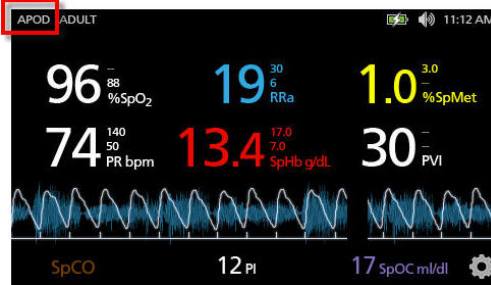 APOD ADULT 11:12 AM
96 – 88 %SpO2 19 30 6 RRa 1.0 3.0 – %SpMet
74 140 50 PR bpm 13.4 17.0 7.0 SpHb g/dL 30 – – PVI
SpCO 12 PI 17 SpOC ml/dl